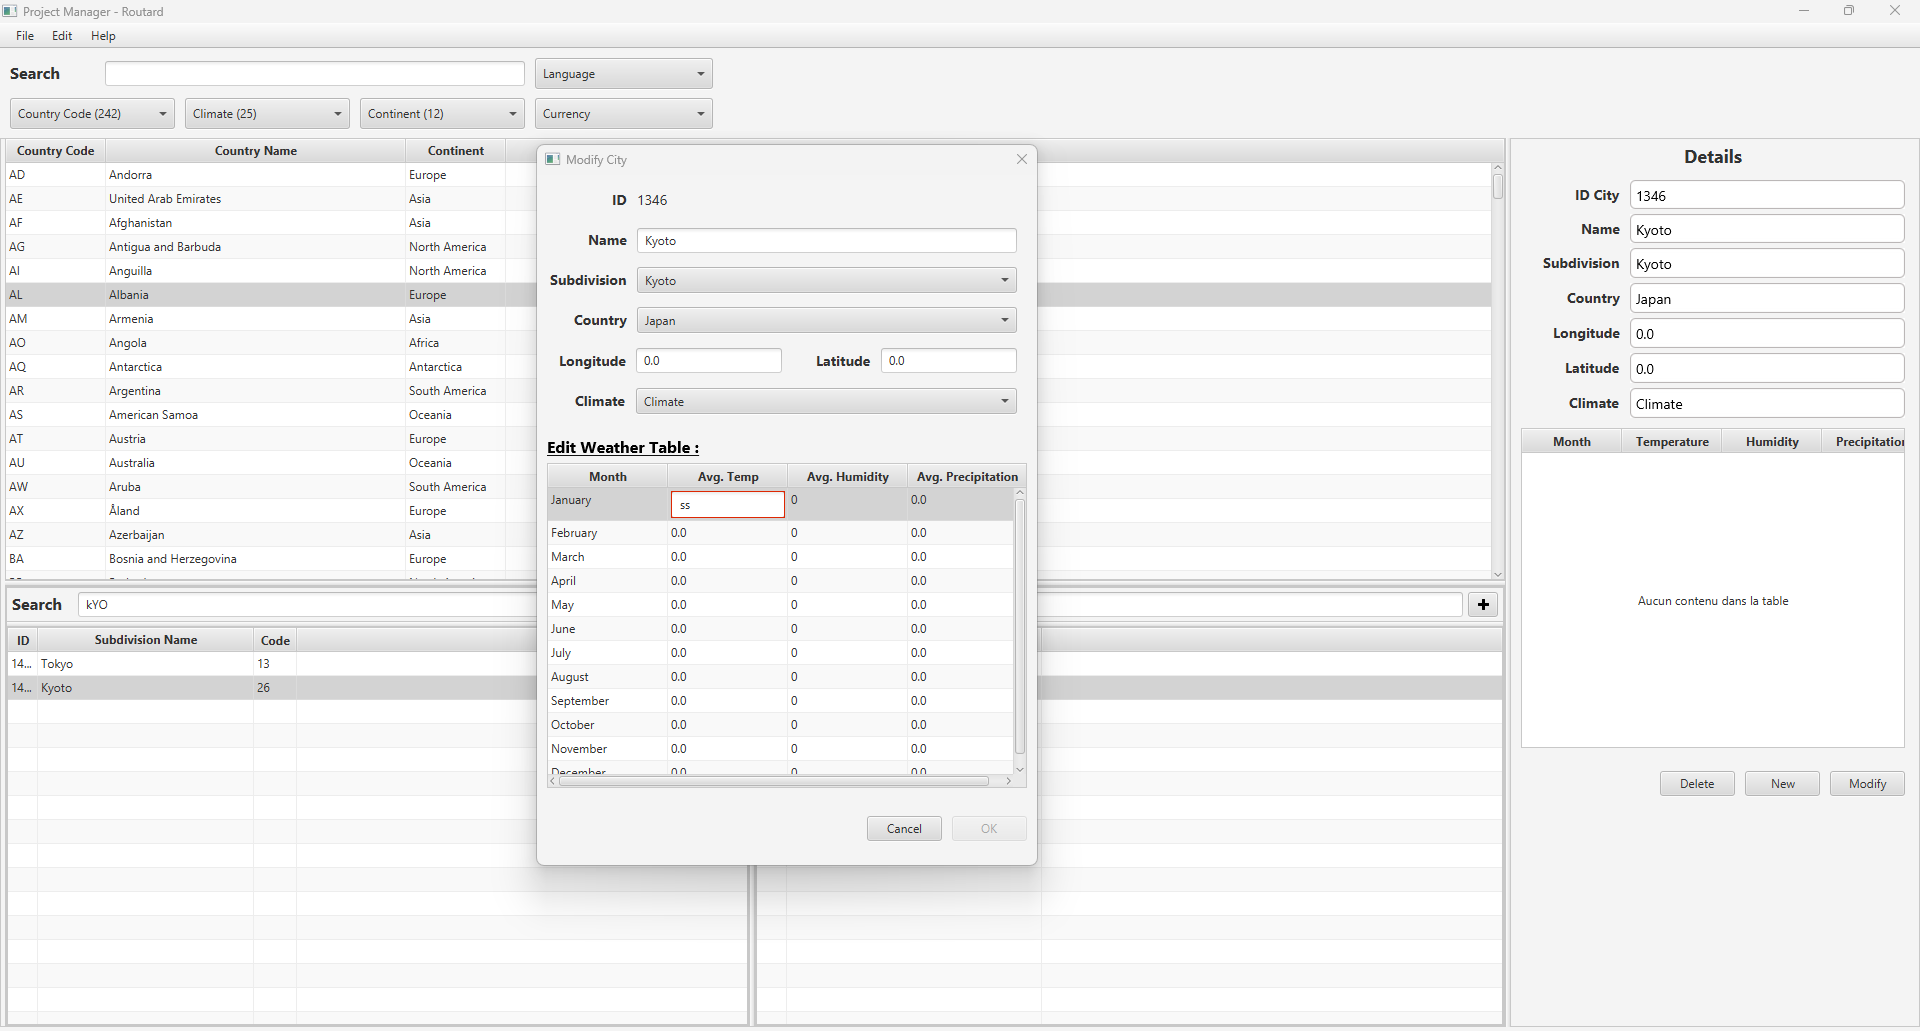 Project Manager - Routard
File Edit Help
Search
Language
Country Code (242) Climate (25) Continent (12) Currency
Country Code Country Name Continent
AD Andorra Europe
AE United Arab Emirates Asia
AF Afghanistan Asia
AG Antigua and Barbuda North America
AI Anguilla North America
AL Albania Europe
AM Armenia Asia
AO Angola Africa
AQ Antarctica Antarctica
AR Argentina South America
AS American Samoa Oceania
AT Austria Europe
AU Australia Oceania
AW Aruba South America
AX Åland Europe
AZ Azerbaijan Asia
BA Bosnia and Herzegovina Europe
Search kYO
ID Subdivision Name Code
14... Tokyo 13
14... Kyoto 26
Modify City
ID 1346
Name Kyoto
Subdivision Kyoto
Country Japan
Longitude 0.0 Latitude 0.0
Climate Climate
Edit Weather Table :
Month Avg. Temp Avg. Humidity Avg. Precipitation
January ss 0 0.0
February 0.0 0 0.0
March 0.0 0 0.0
April 0.0 0 0.0
May 0.0 0 0.0
June 0.0 0 0.0
July 0.0 0 0.0
August 0.0 0 0.0
September 0.0 0 0.0
October 0.0 0 0.0
November 0.0 0 0.0
December 0.0 0 0.0
Cancel OK
Details
ID City 1346
Name Kyoto
Subdivision Kyoto
Country Japan
Longitude 0.0
Latitude 0.0
Climate Climate
Month Temperature Humidity Precipitation
Aucun contenu dans la table
Delete New Modify